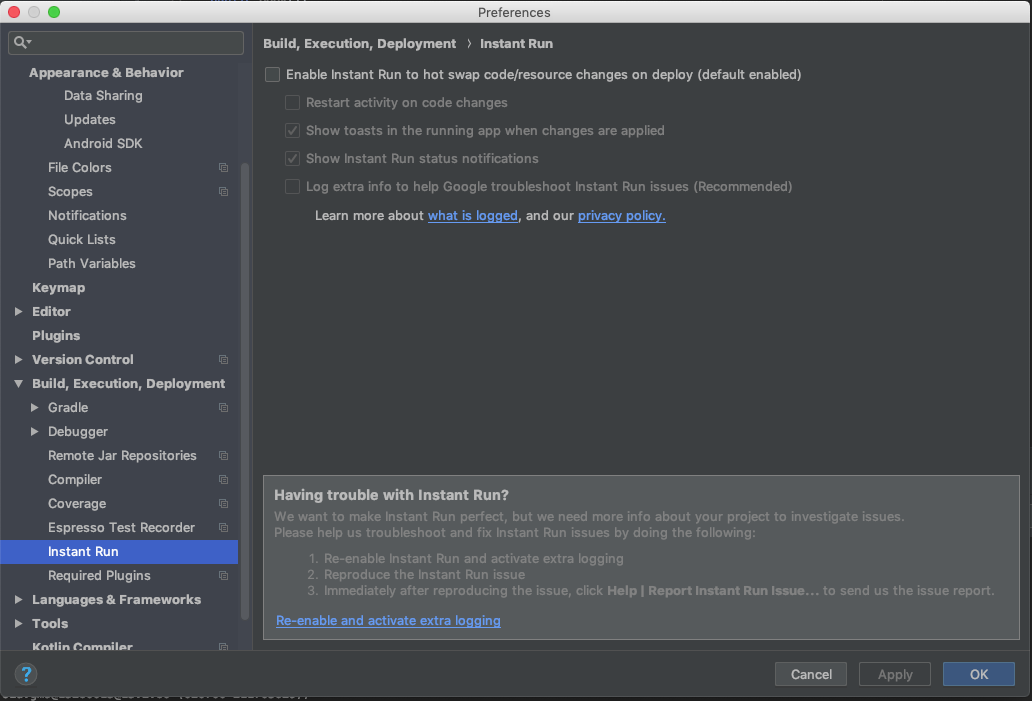 Preferences
Appearance & Behavior
Data Sharing
Updates
Android SDK
File Colors
Scopes
Notifications
Quick Lists
Path Variables
Keymap
Editor
Plugins
Version Control
Build, Execution, Deployment
Gradle
Debugger
Remote Jar Repositories
Compiler
Coverage
Espresso Test Recorder
Instant Run
Required Plugins
Languages & Frameworks
Tools
Kotlin Compiler
Build, Execution, Deployment › Instant Run
Enable Instant Run to hot swap code/resource changes on deploy (default enabled)
Restart activity on code changes
Show toasts in the running app when changes are applied
Show Instant Run status notifications
Log extra info to help Google troubleshoot Instant Run issues (Recommended)
Learn more about what is logged, and our privacy policy.
Having trouble with Instant Run?
We want to make Instant Run perfect, but we need more info about your project to investigate issues.
Please help us troubleshoot and fix Instant Run issues by doing the following:
1. Re-enable Instant Run and activate extra logging
2. Reproduce the Instant Run issue
3. Immediately after reproducing the issue, click Help | Report Instant Run Issue... to send us the issue report.
Re-enable and activate extra logging
?
Cancel
Apply
OK